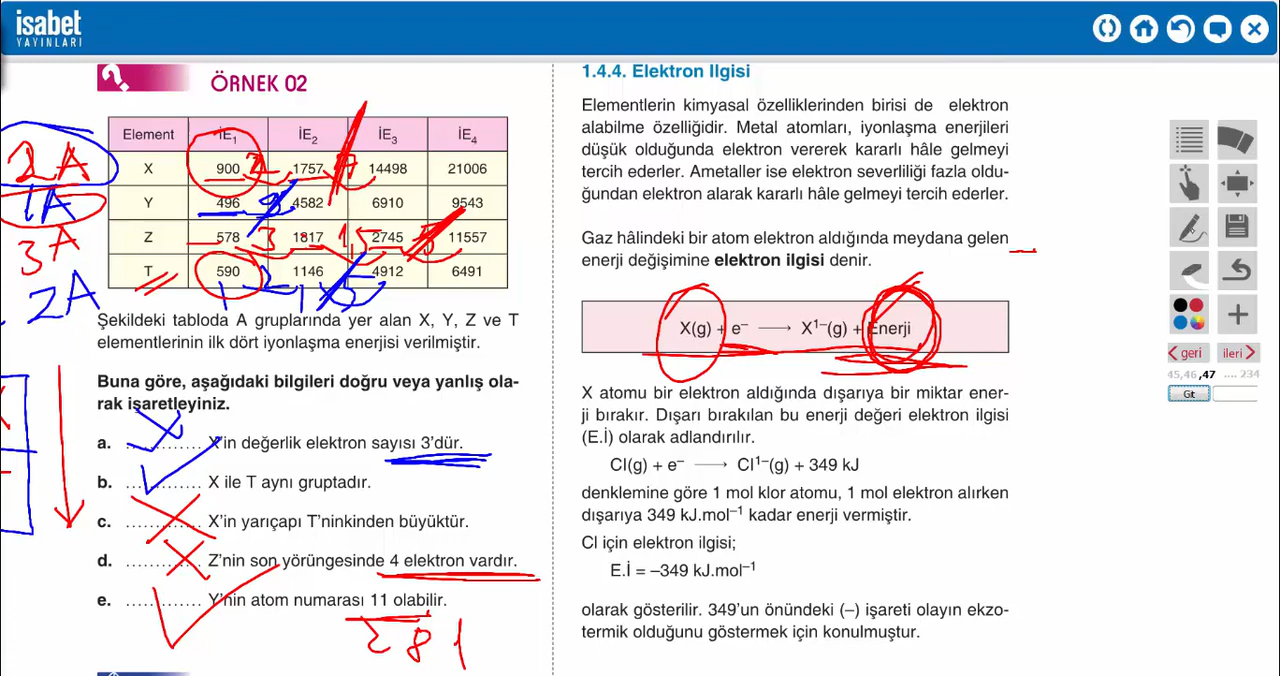 isabet
YAYINLARI
ÖRNEK 02
Element İE1 İE2 İE3 İE4
X 900 1757 14498 21006
Y 496 4582 6910 9543
Z 578 1817 2745 11557
T 590 1146 4912 6491
2A
1A
3A
2A
Şekildeki tabloda A gruplarında yer alan X, Y, Z ve T
elementlerinin ilk dört iyonlaşma enerjisi verilmiştir.
Buna göre, aşağıdaki bilgileri doğru veya yanlış ola-
rak işaretleyiniz.
a. ............ X'in değerlik elektron sayısı 3'dür.
b. ............ X ile T aynı gruptadır.
c. ............ X'in yarıçapı T'ninkinden büyüktür.
d. ............ Z'nin son yörüngesinde 4 elektron vardır.
e. ............ Y'nin atom numarası 11 olabilir.
2 8 1
1.4.4. Elektron Ilgisi
Elementlerin kimyasal özelliklerinden birisi de elektron
alabilme özelliğidir. Metal atomları, iyonlaşma enerjileri
düşük olduğunda elektron vererek kararlı hâle gelmeyi
tercih ederler. Ametaller ise elektron severliliği fazla oldu-
ğundan elektron alarak kararlı hâle gelmeyi tercih ederler.
Gaz hâlindeki bir atom elektron aldığında meydana gelen
enerji değişimine elektron ilgisi denir.
X(g) + e– ⟶ X1–(g) + Enerji
X atomu bir elektron aldığında dışarıya bir miktar ener-
ji bırakır. Dışarı bırakılan bu enerji değeri elektron ilgisi
(E.İ) olarak adlandırılır.
Cl(g) + e– ⟶ Cl1–(g) + 349 kJ
denklemine göre 1 mol klor atomu, 1 mol elektron alırken
dışarıya 349 kJ.mol–1 kadar enerji vermiştir.
Cl için elektron ilgisi;
E.İ = –349 kJ.mol–1
olarak gösterilir. 349'un önündeki (–) işareti olayın ekzo-
termik olduğunu göstermek için konulmuştur.
geri ileri
45,46 ,47 .... 234
Git